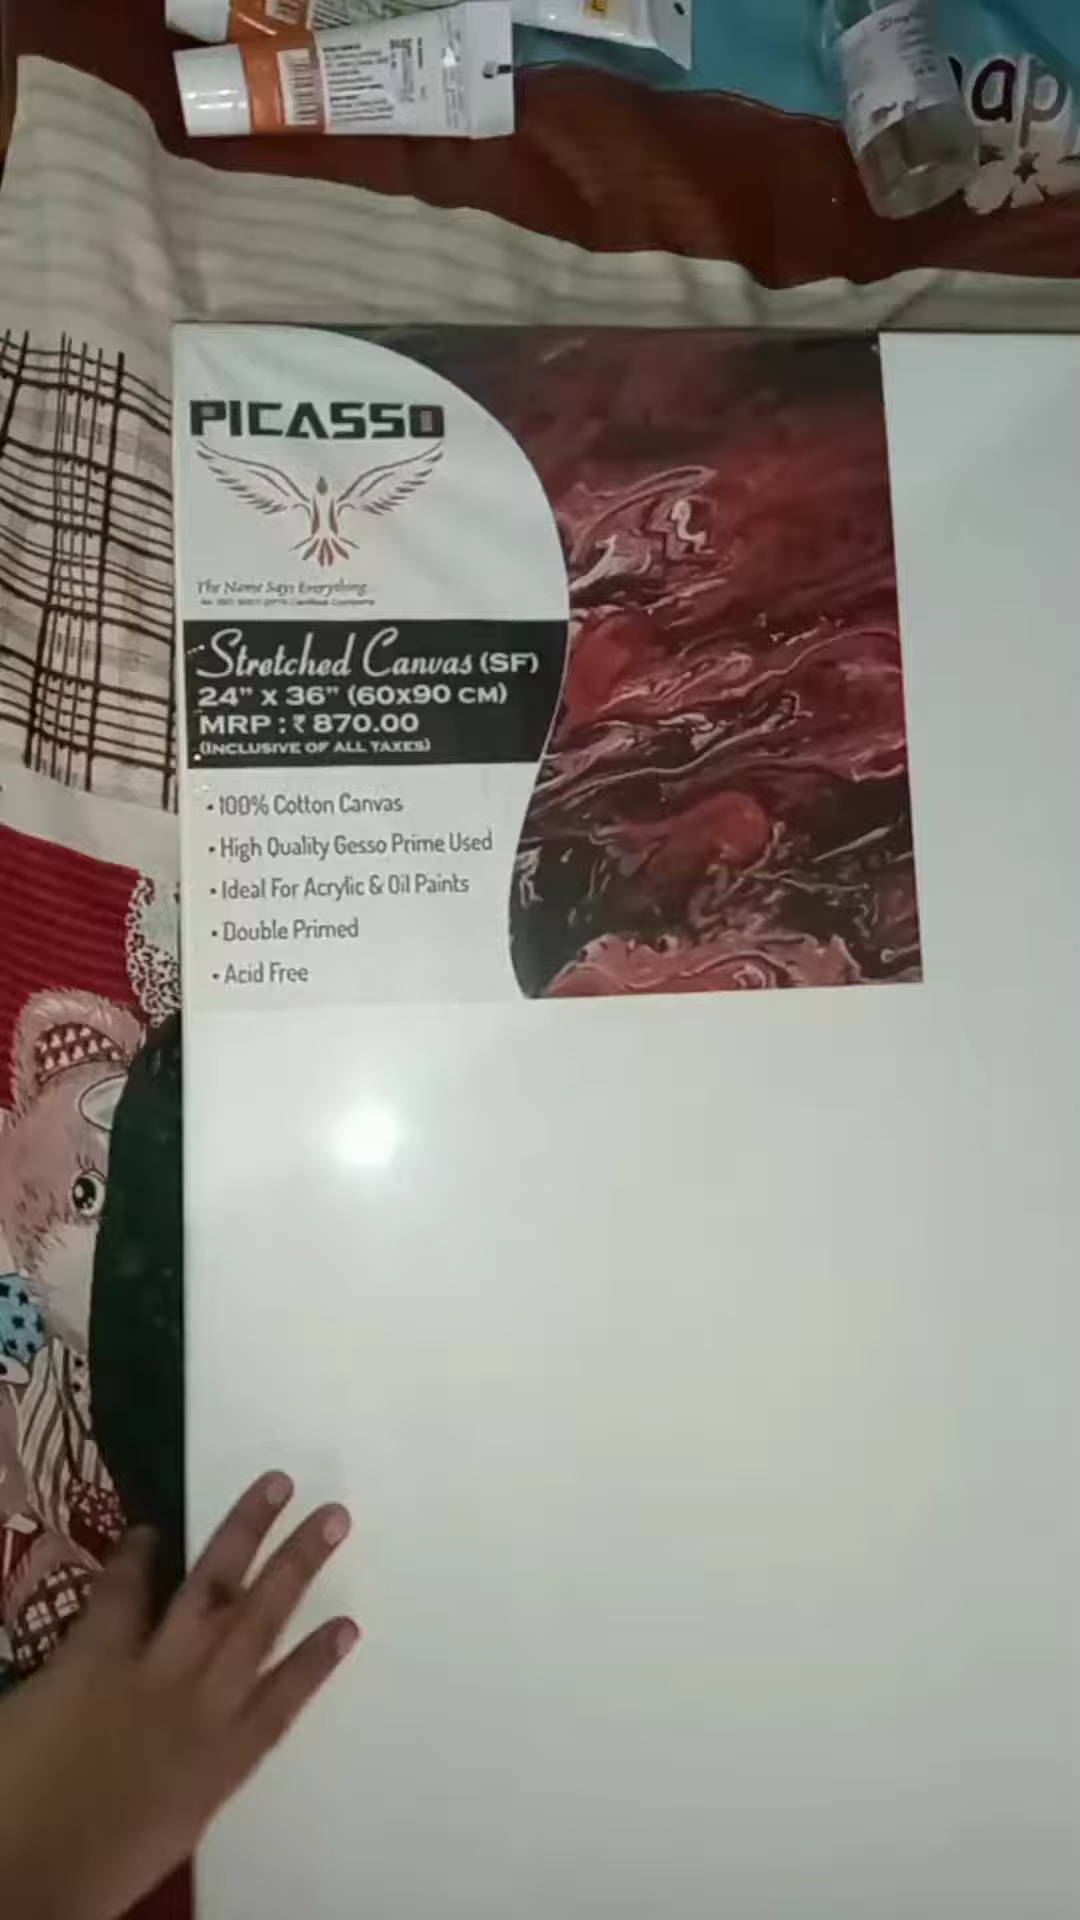 ap
PICASSO
The Name Says Everything
Stretched Canvas (SF)
24" x 36" (60x90 CM)
MRP : ₹ 870.00
(INCLUSIVE OF ALL TAXES)
• 100% Cotton Canvas
• High Quality Gesso Prime Used
• Ideal For Acrylic & Oil Paints
• Double Primed
• Acid Free